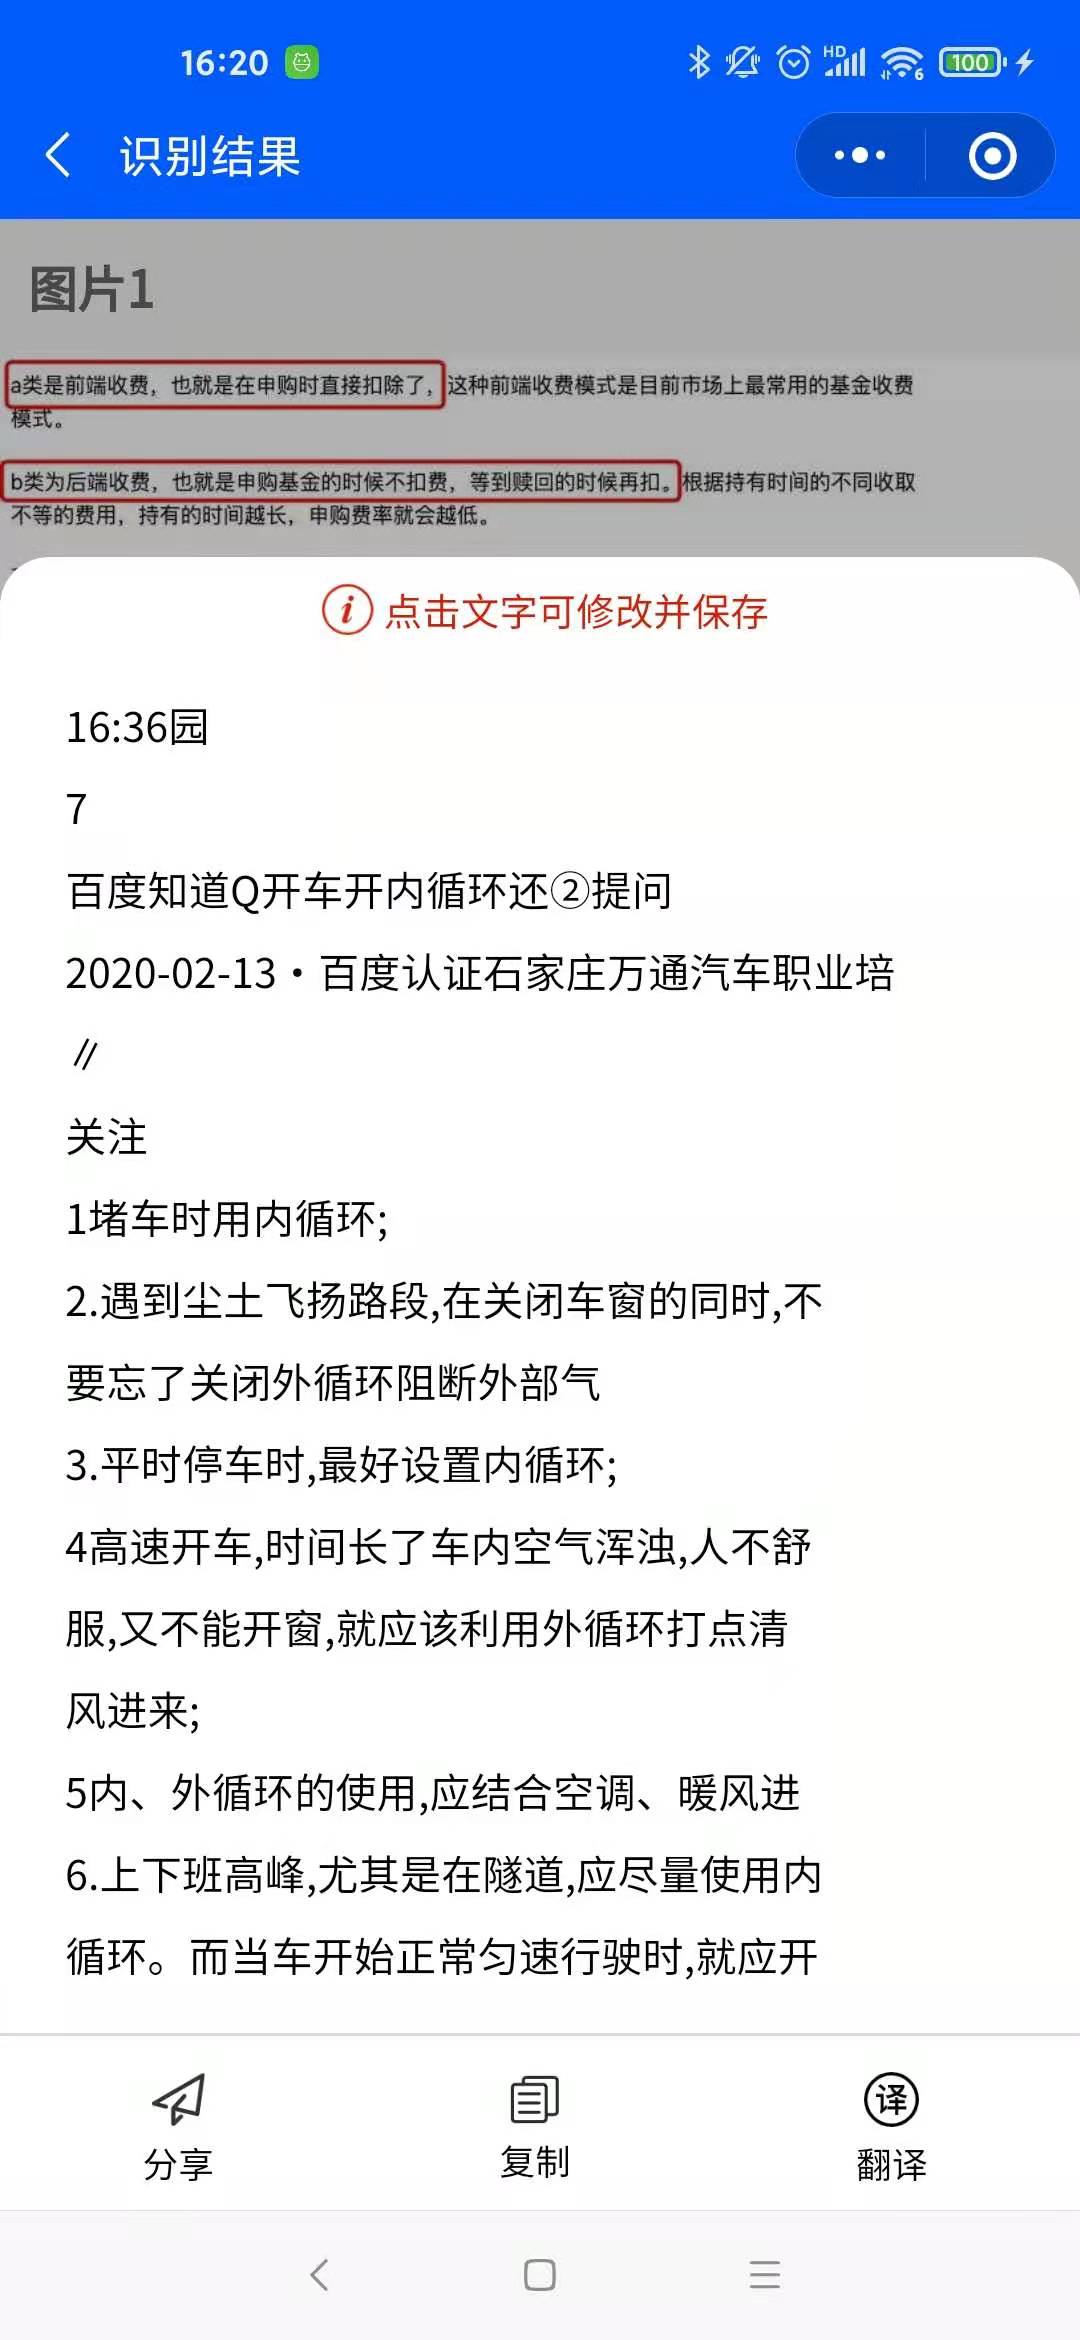 16:20
HD
6
100
识别结果
图片1
a类是前端收费，也就是在申购时直接扣除了，这种前端收费模式是目前市场上最常用的基金收费
模式。
b类为后端收费，也就是申购基金的时候不扣费，等到赎回的时候再扣。根据持有时间的不同收取
不等的费用，持有的时间越长，申购费率就会越低。
点击文字可修改并保存
16:36园
7
百度知道Q开车开内循环还②提问
2020-02-13·百度认证石家庄万通汽车职业培
//
关注
1堵车时用内循环;
2.遇到尘土飞扬路段,在关闭车窗的同时,不
要忘了关闭外循环阻断外部气
3.平时停车时,最好设置内循环;
4高速开车,时间长了车内空气浑浊,人不舒
服,又不能开窗,就应该利用外循环打点清
风进来;
5内、外循环的使用,应结合空调、暖风进
6.上下班高峰,尤其是在隧道,应尽量使用内
循环。而当车开始正常匀速行驶时,就应开
分享
复制
译
翻译